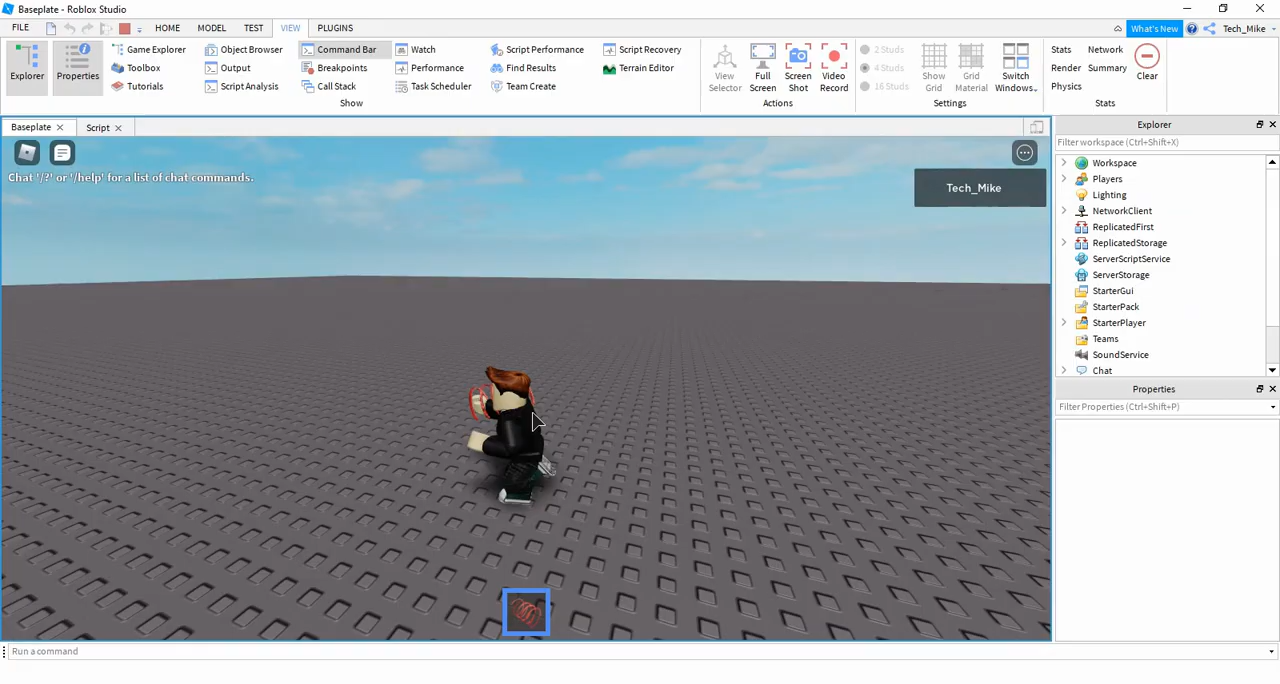 Baseplate - Roblox Studio
FILE HOME MODEL TEST VIEW PLUGINS What's New Tech_Mike
Explorer
Properties
Game Explorer
Toolbox
Tutorials
Object Browser
Output
Script Analysis
Command Bar
Breakpoints
Call Stack
Watch
Performance
Task Scheduler
Script Performance
Find Results
Team Create
Script Recovery
Terrain Editor
Show
View
Selector
Full
Screen
Screen
Shot
Video
Record
Actions
2 Studs
4 Studs
16 Studs
Show
Grid
Grid
Material
Switch
Windows
Settings
Stats
Render
Physics
Network
Summary
Clear
Stats
Baseplate Script
Chat '/?' or '/help' for a list of chat commands.
Tech_Mike
Explorer
Filter workspace (Ctrl+Shift+X)
Workspace
Players
Lighting
NetworkClient
ReplicatedFirst
ReplicatedStorage
ServerScriptService
ServerStorage
StarterGui
StarterPack
StarterPlayer
Teams
SoundService
Chat
Properties
Filter Properties (Ctrl+Shift+P)
Run a command